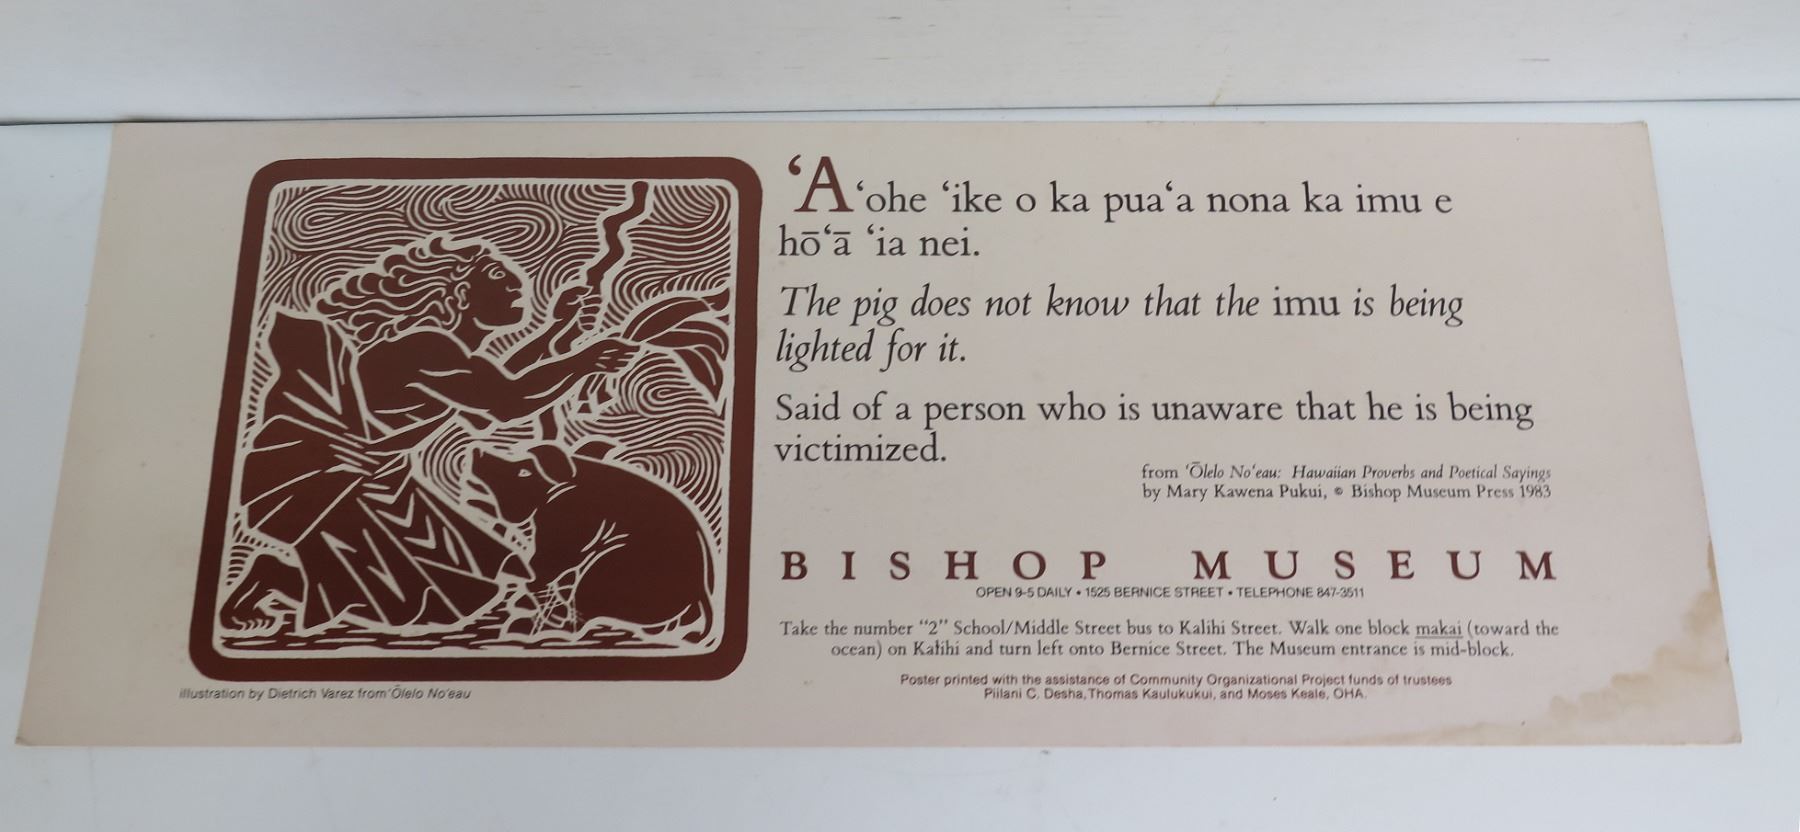 ʻAʻohe ʻike o ka puaʻa nona ka imu e
hōʻā ʻia nei.
The pig does not know that the imu is being
lighted for it.
Said of a person who is unaware that he is being
victimized.
from ʻŌlelo Noʻeau: Hawaiian Proverbs and Poetical Sayings
by Mary Kawena Pukui, © Bishop Museum Press 1983
BISHOP MUSEUM
OPEN 9-5 DAILY • 1525 BERNICE STREET • TELEPHONE 847-3511
Take the number "2" School/Middle Street bus to Kalihi Street. Walk one block makai (toward the
ocean) on Kalihi and turn left onto Bernice Street. The Museum entrance is mid-block.
Poster printed with the assistance of Community Organizational Project funds of trustees
Piilani C. Desha, Thomas Kaulukukui, and Moses Keale, OHA.
illustration by Dietrich Varez from ʻŌlelo Noʻeau